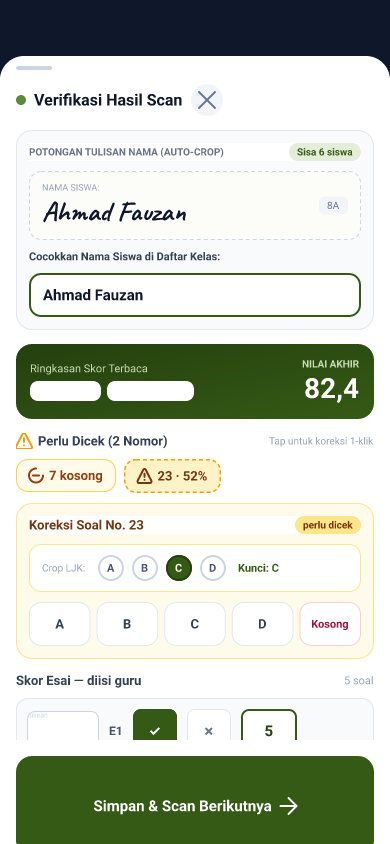 Verifikasi Hasil Scan
POTONGAN TULISAN NAMA (AUTO-CROP)
Sisa 6 siswa
NAMA SISWA:
Ahmad Fauzan
8A
Cocokkan Nama Siswa di Daftar Kelas:
Ahmad Fauzan
Ringkasan Skor Terbaca
NILAI AKHIR
82,4
Perlu Dicek (2 Nomor)
Tap untuk koreksi 1-klik
7 kosong
23 · 52%
Koreksi Soal No. 23
perlu dicek
Crop LJK:
A
B
C
D
Kunci: C
A
B
C
D
Kosong
Skor Esai — diisi guru
5 soal
E1
✓
×
5
Simpan & Scan Berikutnya →